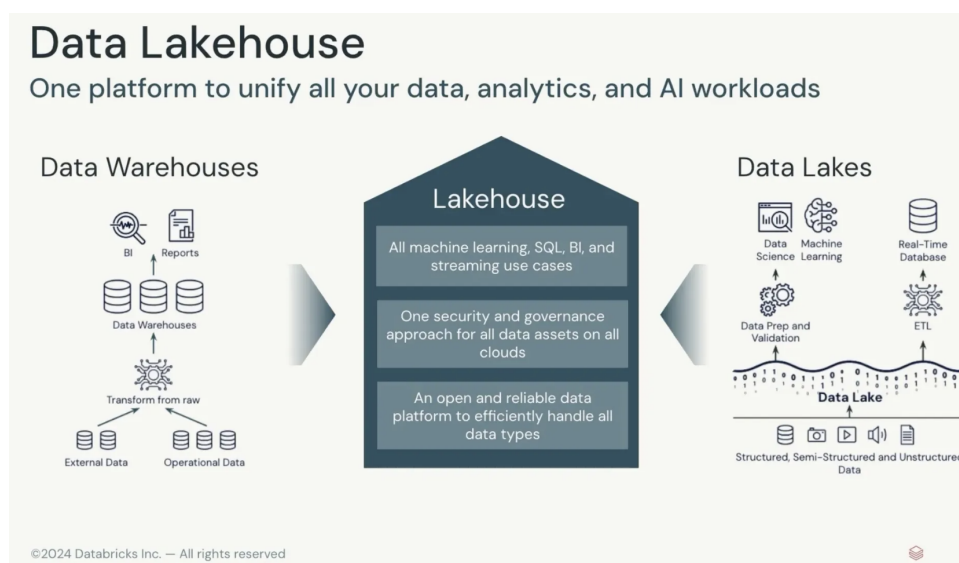 Data Lakehouse
One platform to unify all your data, analytics, and AI workloads
Data Warehouses
BI
Reports
Data Warehouses
Transform from raw
External Data
Operational Data
Lakehouse
All machine learning, SQL, BI, and
streaming use cases
One security and governance
approach for all data assets on all
clouds
An open and reliable data
platform to efficiently handle all
data types
Data Lakes
Data
Science
Machine
Learning
Real-Time
Database
Data Prep and
Validation
ETL
Data Lake
Structured, Semi-Structured and Unstructured
Data
©2024 Databricks Inc. — All rights reserved